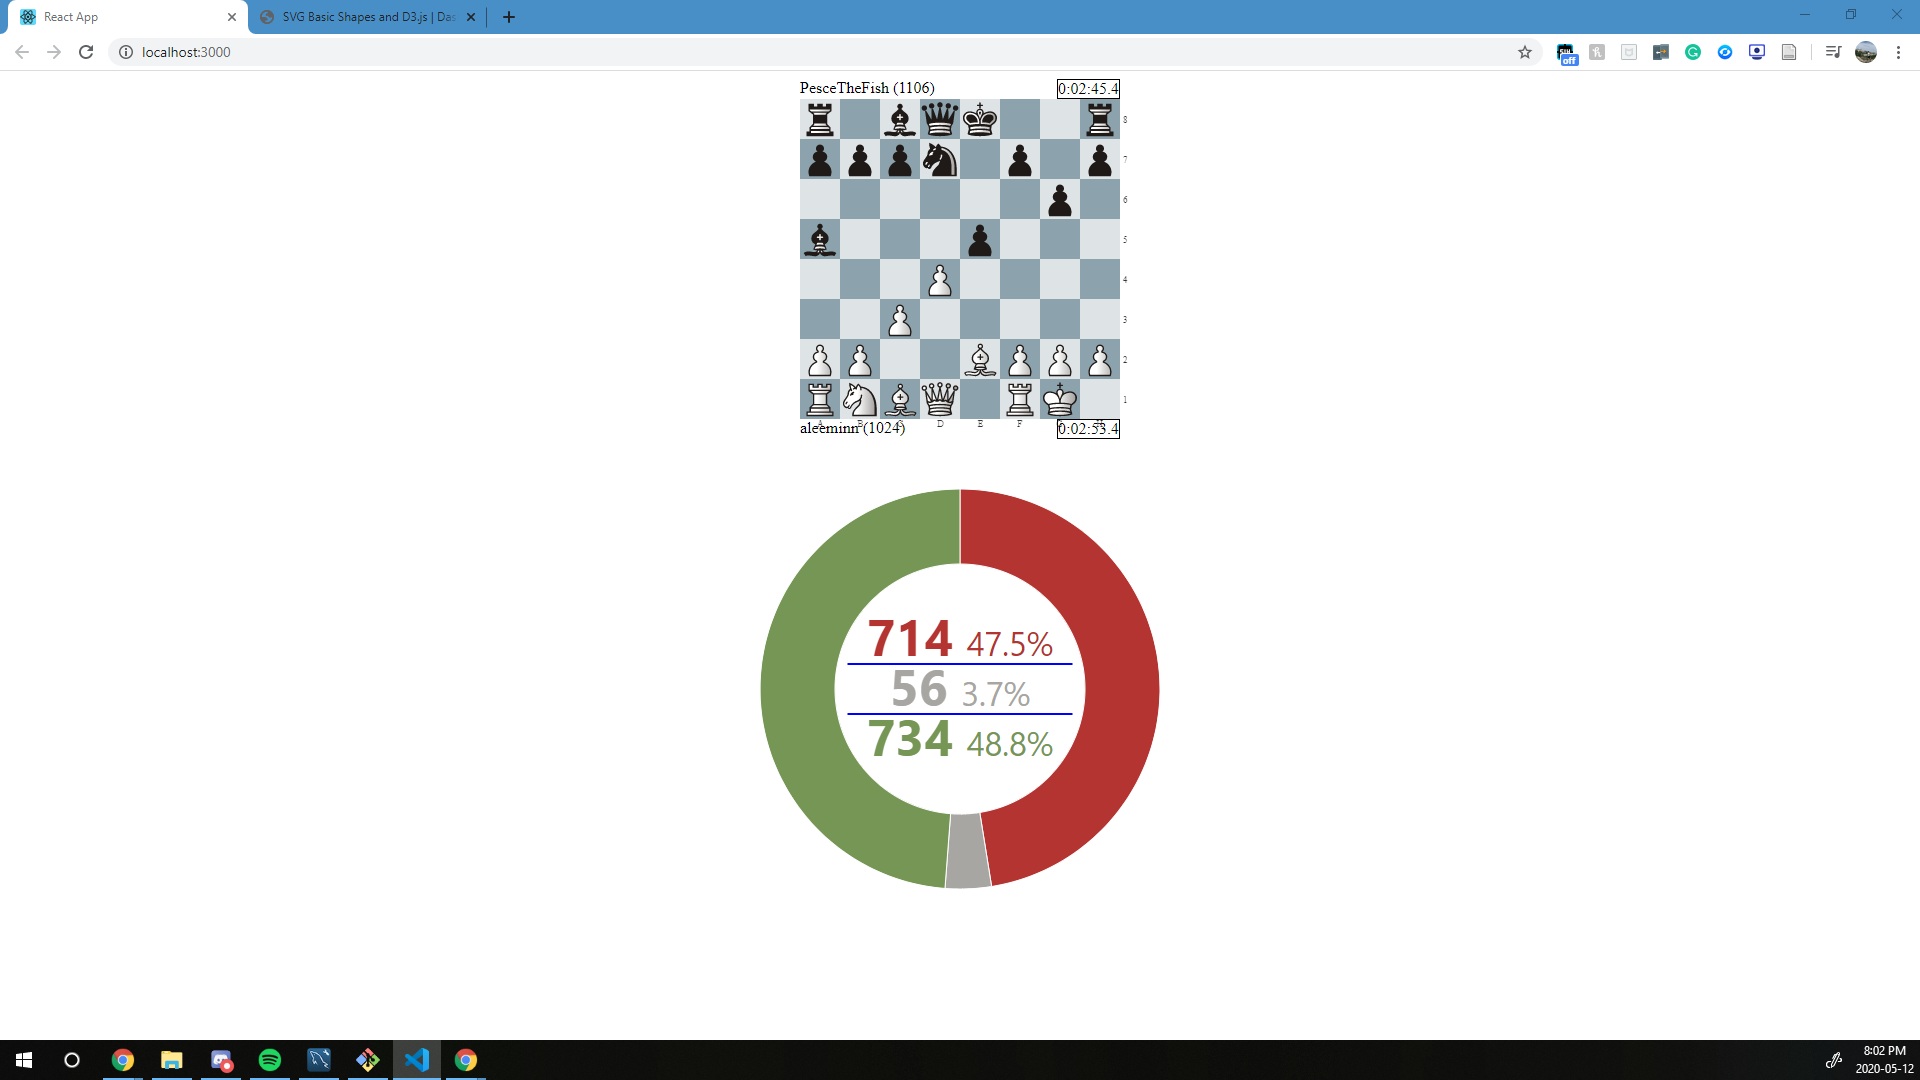 React App
SVG Basic Shapes and D3.js | Das
localhost:3000
off
PesceTheFish (1106)
0:02:45.4
8
7
6
5
4
3
2
1
A B C D E F
aleeminn (1024)
0:02:53.4
714 47.5%
56 3.7%
734 48.8%
8:02 PM
2020-05-12